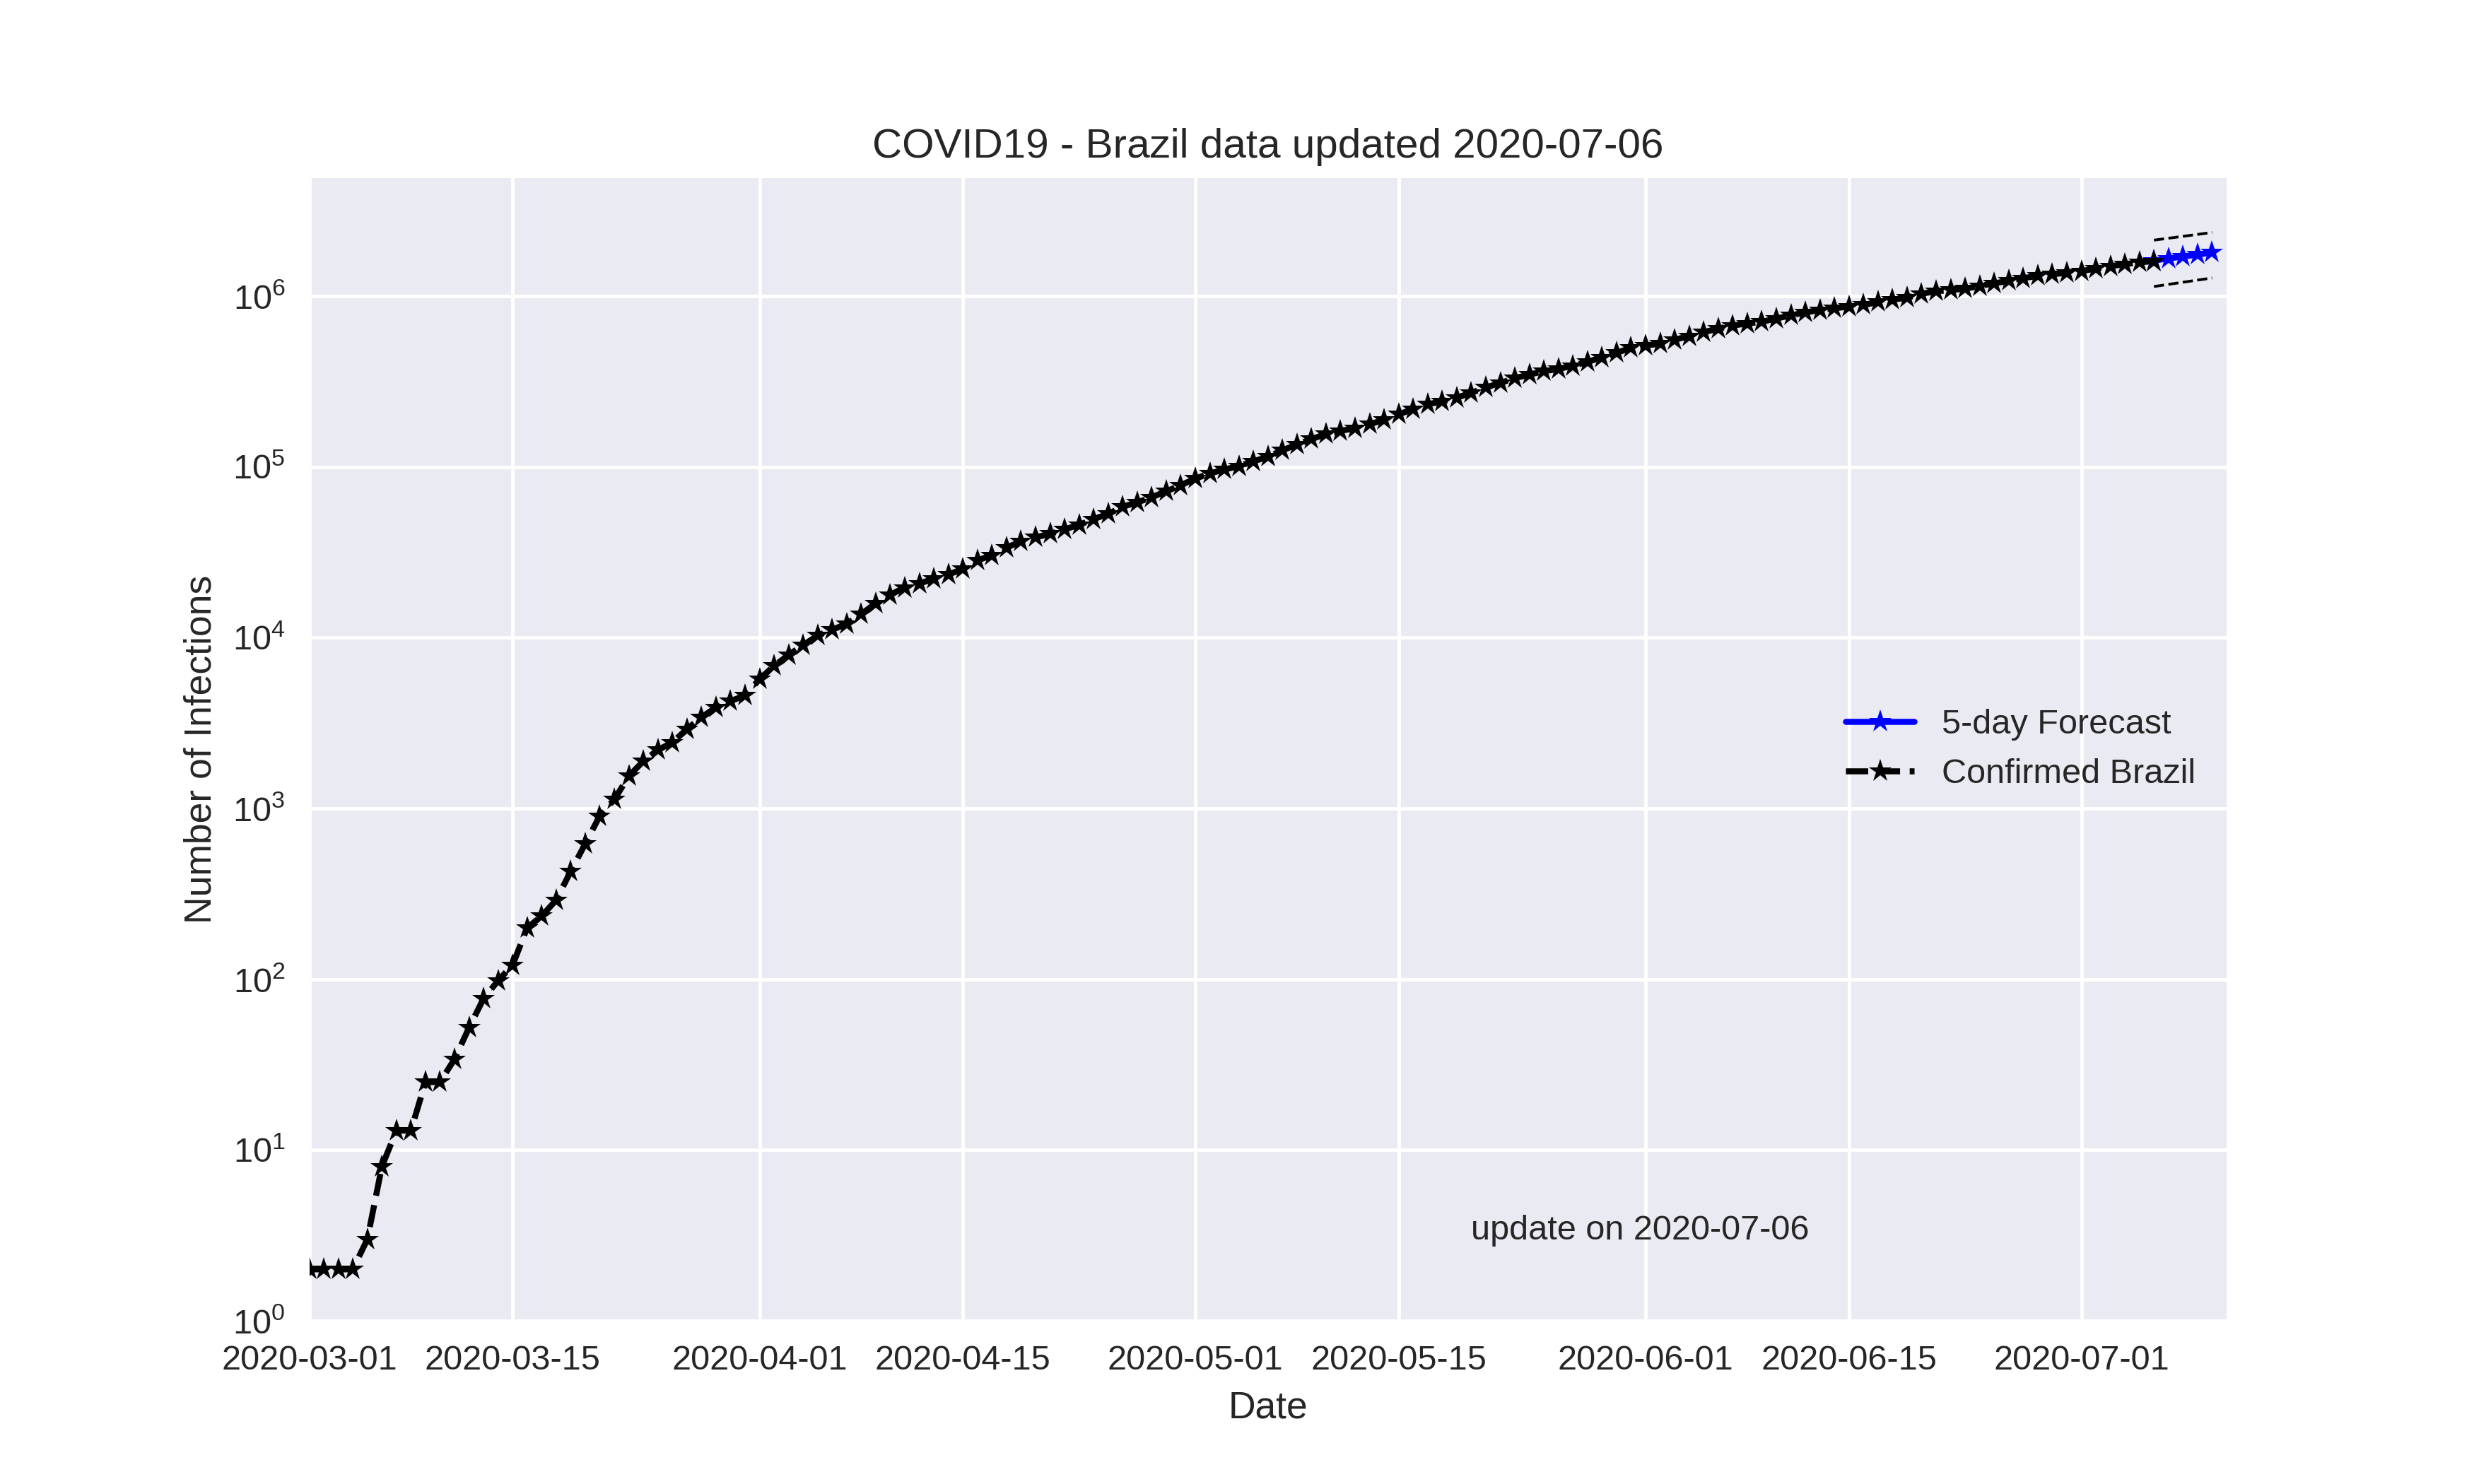 COVID19 - Brazil data updated 2020-07-06
Number of Infections
10^6
10^5
10^4
10^3
10^2
10^1
10^0
5-day Forecast
Confirmed Brazil
update on 2020-07-06
2020-03-01 2020-03-15 2020-04-01 2020-04-15 2020-05-01 2020-05-15 2020-06-01 2020-06-15 2020-07-01
Date